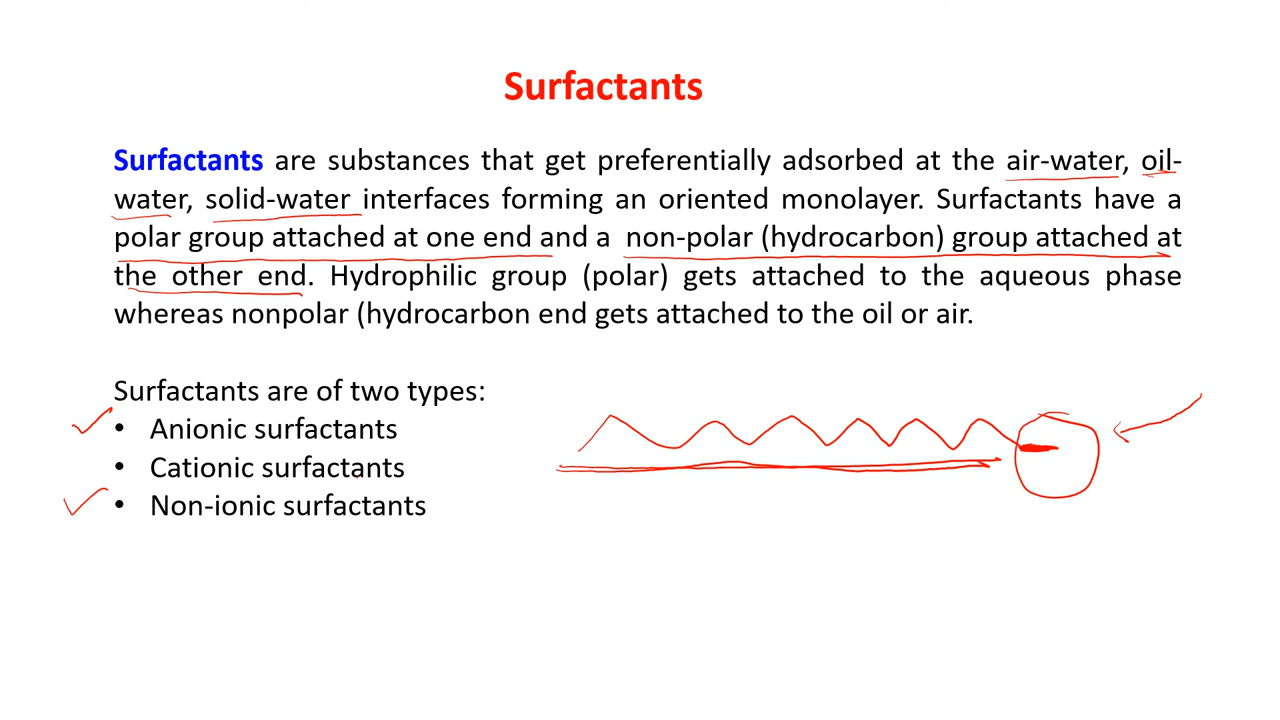 Surfactants
Surfactants are substances that get preferentially adsorbed at the air-water, oil-
water, solid-water interfaces forming an oriented monolayer. Surfactants have a
polar group attached at one end and a non-polar (hydrocarbon) group attached at
the other end. Hydrophilic group (polar) gets attached to the aqueous phase
whereas nonpolar (hydrocarbon end gets attached to the oil or air.
Surfactants are of two types:
• Anionic surfactants
• Cationic surfactants
• Non-ionic surfactants